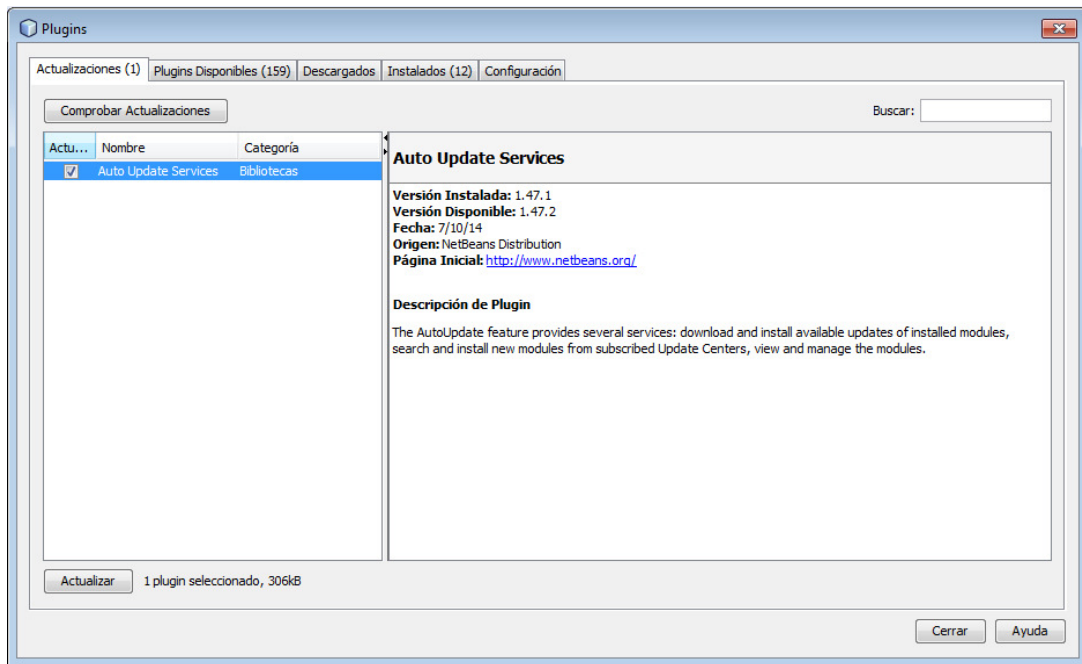 Plugins
Actualizaciones (1) Plugins Disponibles (159) Descargados Instalados (12) Configuración
Comprobar Actualizaciones
Buscar:
Actu... Nombre Categoría
Auto Update Services Bibliotecas
Auto Update Services
Versión Instalada: 1.47.1
Versión Disponible: 1.47.2
Fecha: 7/10/14
Origen: NetBeans Distribution
Página Inicial: http://www.netbeans.org/
Descripción de Plugin
The AutoUpdate feature provides several services: download and install available updates of installed modules,
search and install new modules from subscribed Update Centers, view and manage the modules.
Actualizar 1 plugin seleccionado, 306kB
Cerrar Ayuda